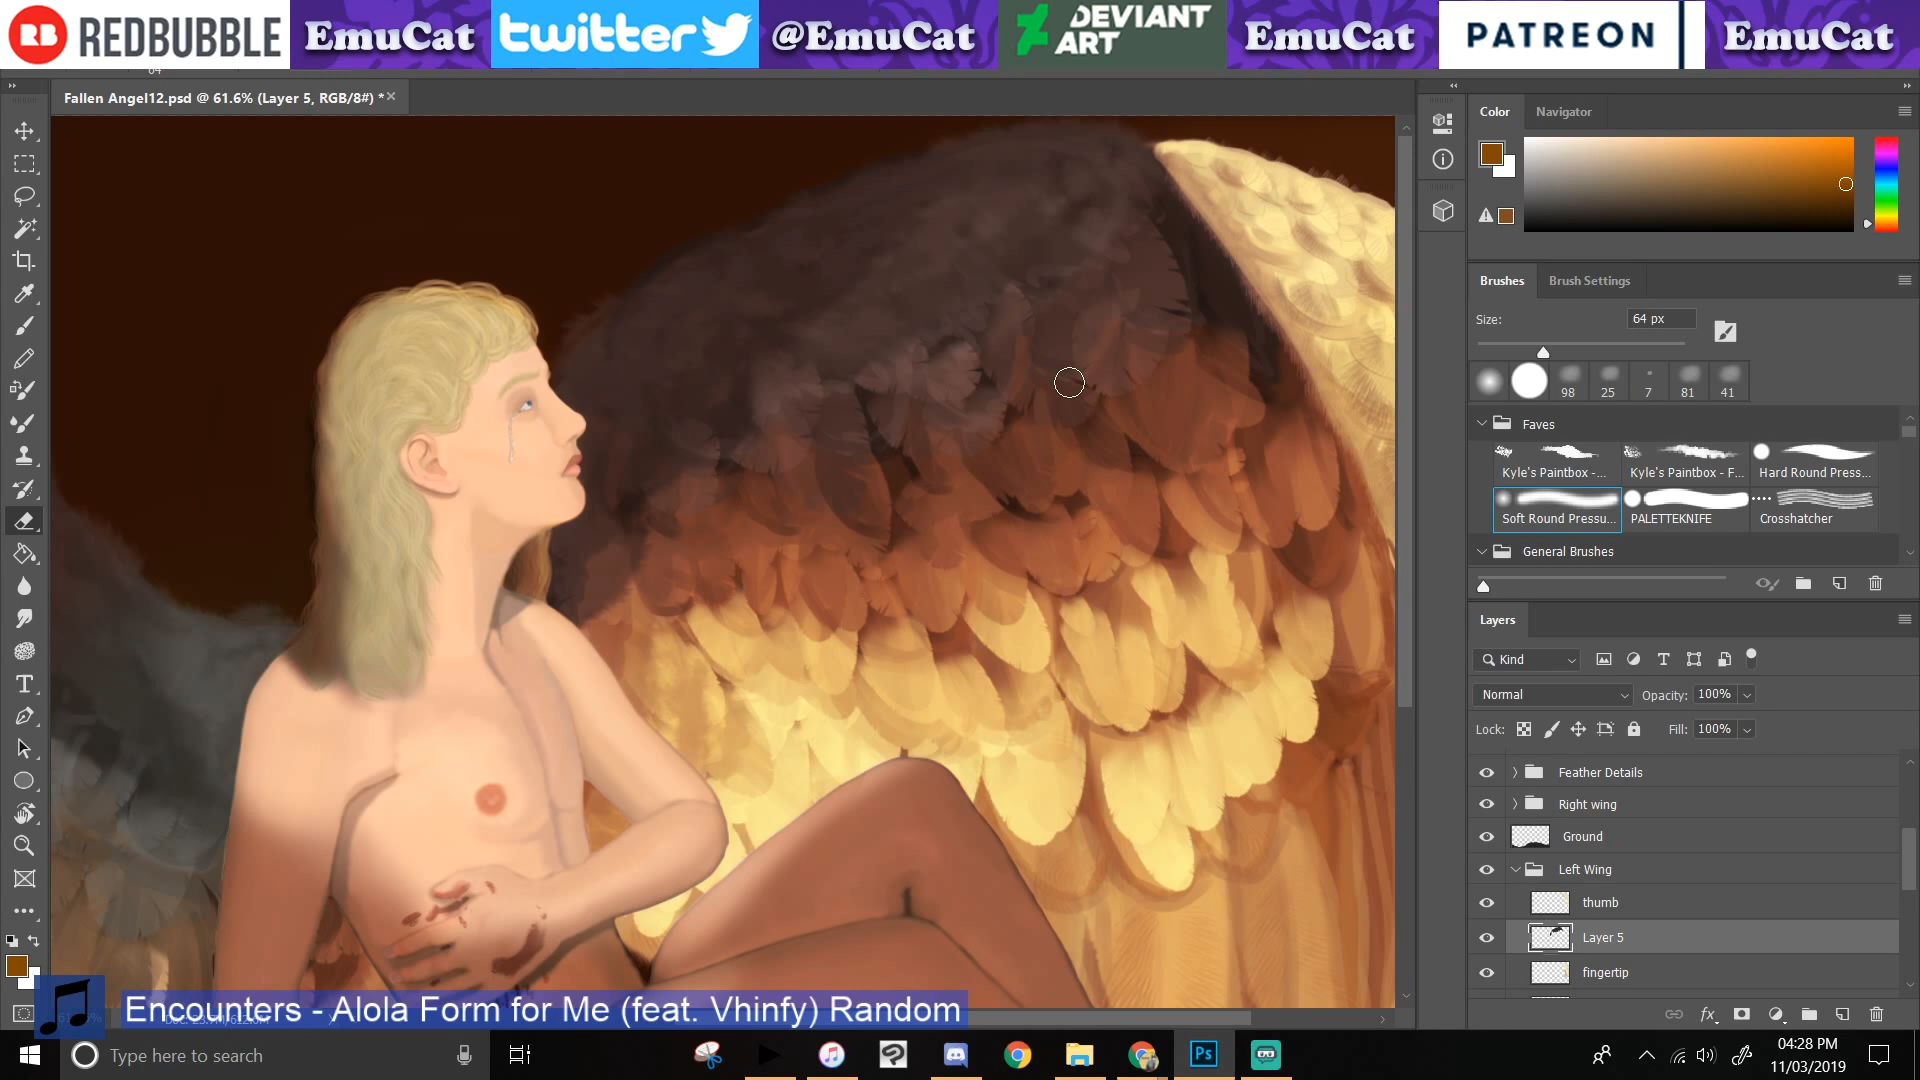 REDBUBBLE EmuCat twitter @EmuCat DEVIANT ART EmuCat PATREON EmuCat
Fallen Angel12.psd @ 61.6% (Layer 5, RGB/8#) *
Color Navigator
Brushes Brush Settings
Size: 64 px
98 25 7 81 41
Faves
Kyle's Paintbox -... Kyle's Paintbox - F... Hard Round Press...
Soft Round Pressu... PALETTEKNIFE Crosshatcher
General Brushes
Layers
Kind
Normal Opacity: 100%
Lock: Fill: 100%
Feather Details
Right wing
Ground
Left Wing
thumb
Layer 5
fingertip
fx
Encounters - Alola Form for Me (feat. Vhinfy) Random
Type here to search
Ps
04:28 PM
11/03/2019